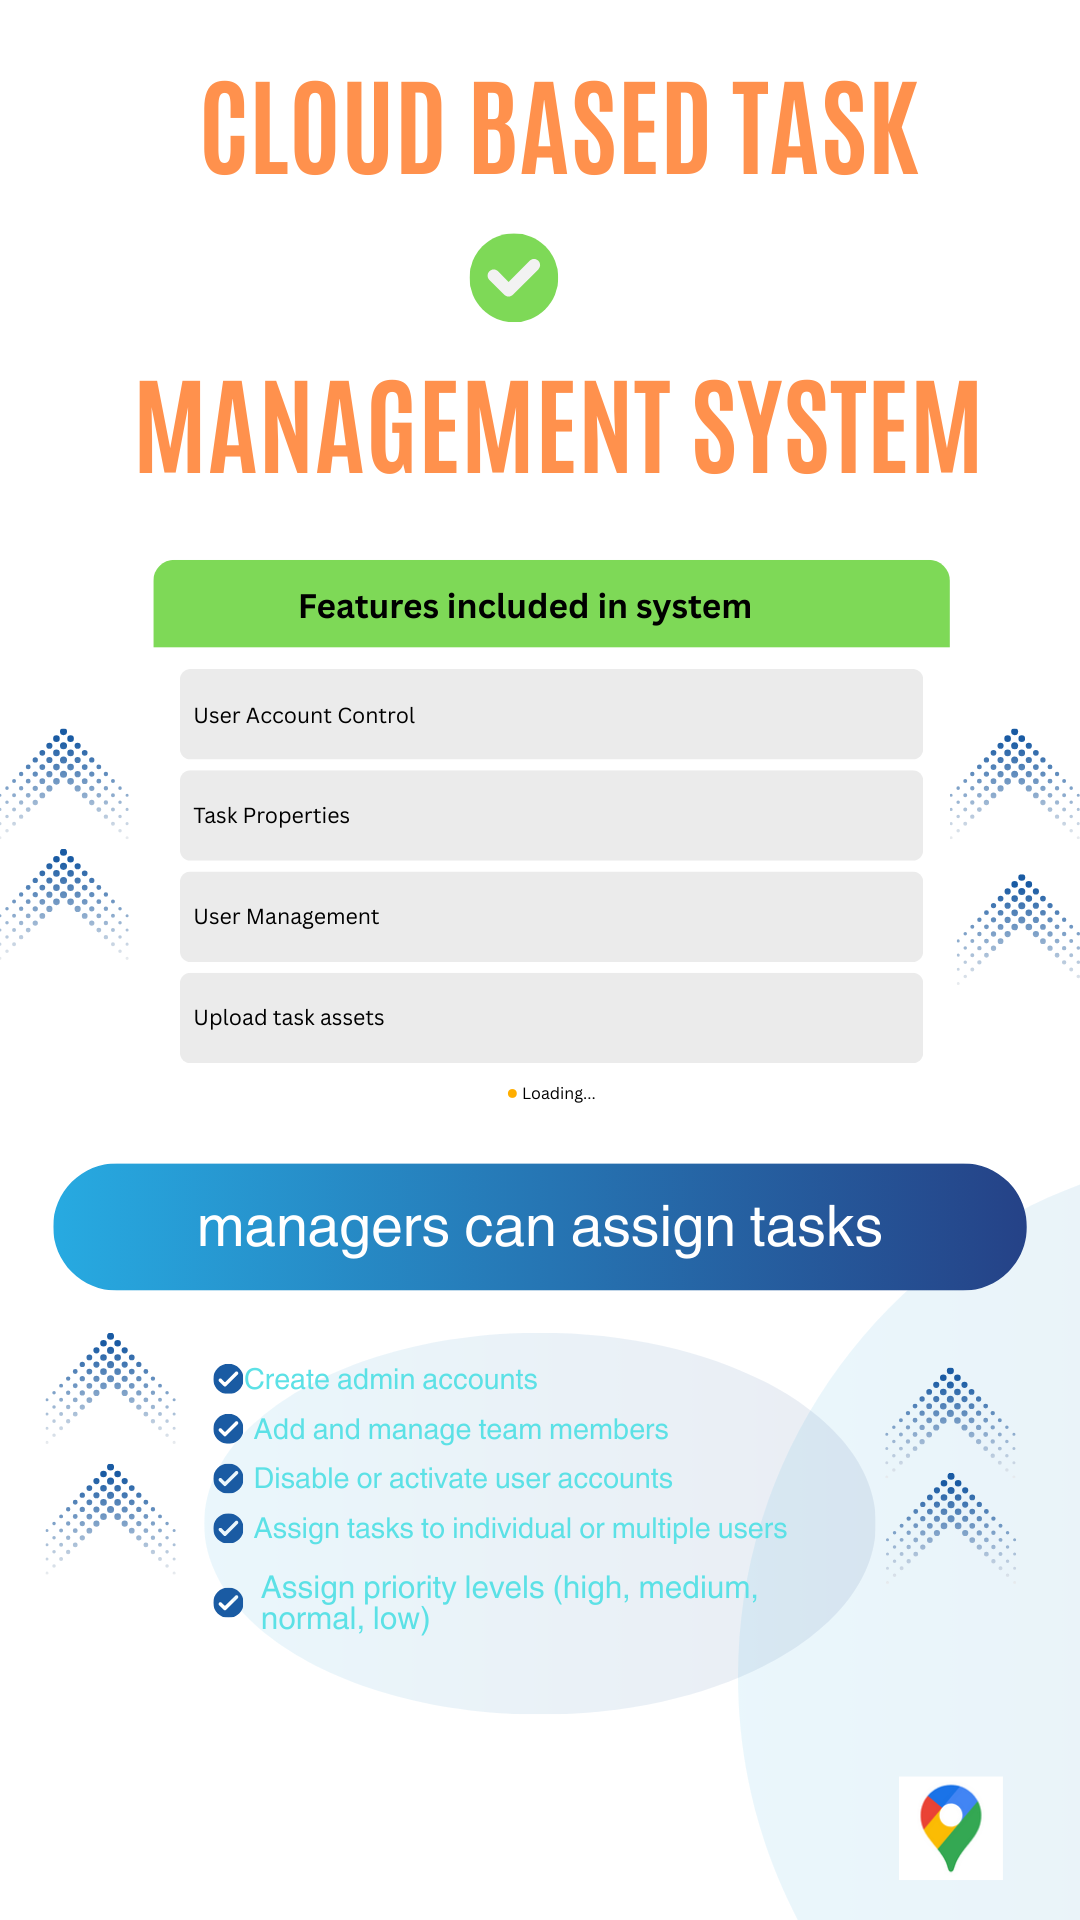 CLOUD BASED TASK
MANAGEMENT SYSTEM
Features included in system
User Account Control
Task Properties
User Management
Upload task assets
Loading...
managers can assign tasks
Create admin accounts
Add and manage team members
Disable or activate user accounts
Assign tasks to individual or multiple users
Assign priority levels (high, medium,
normal, low)